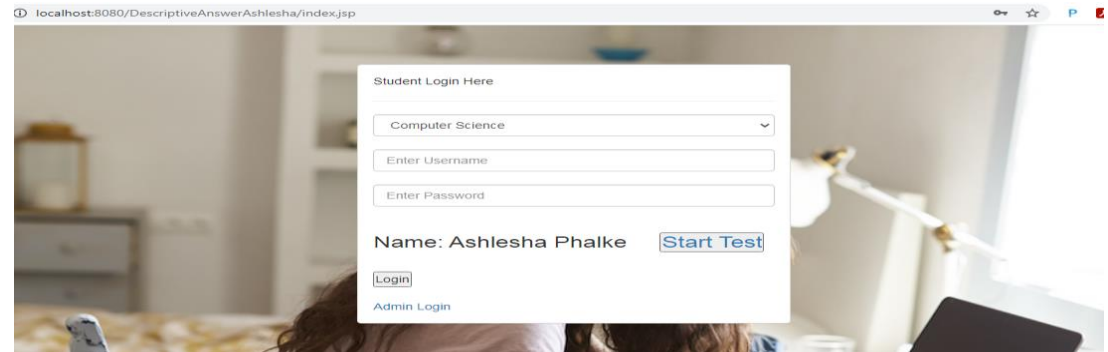 localhost:8080/DescriptiveAnswerAshlesha/index.jsp
P
Student Login Here
Computer Science
Enter Username
Enter Password
Name: Ashlesha Phalke Start Test
Login
Admin Login